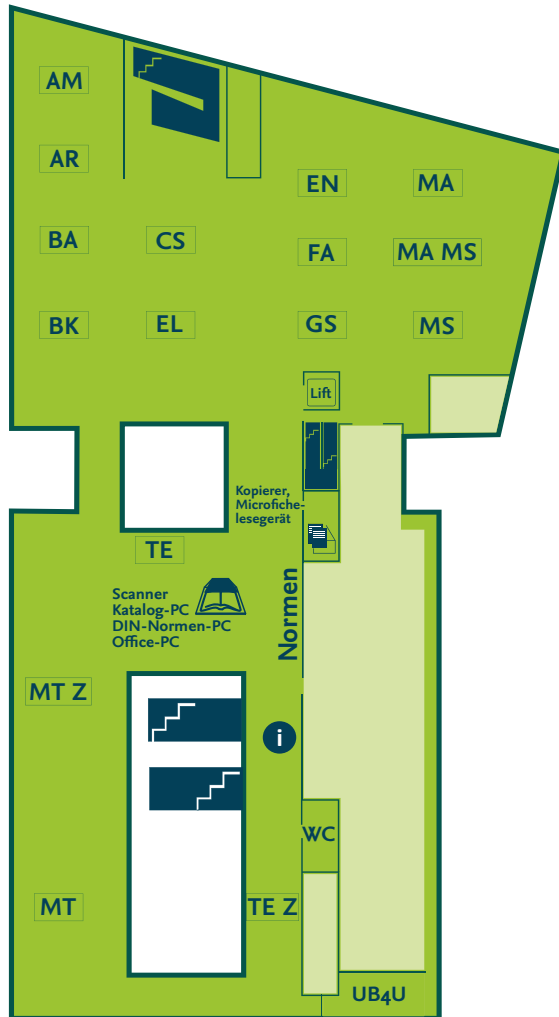 AM
AR
EN
MA
BA
CS
FA
MA MS
BK
EL
GS
MS
Lift
Kopierer,
Microfiche-
lesegerät
TE
Scanner
Katalog-PC
DIN-Normen-PC
Office-PC
Normen
MT Z
i
WC
MT
TE Z
UB4U